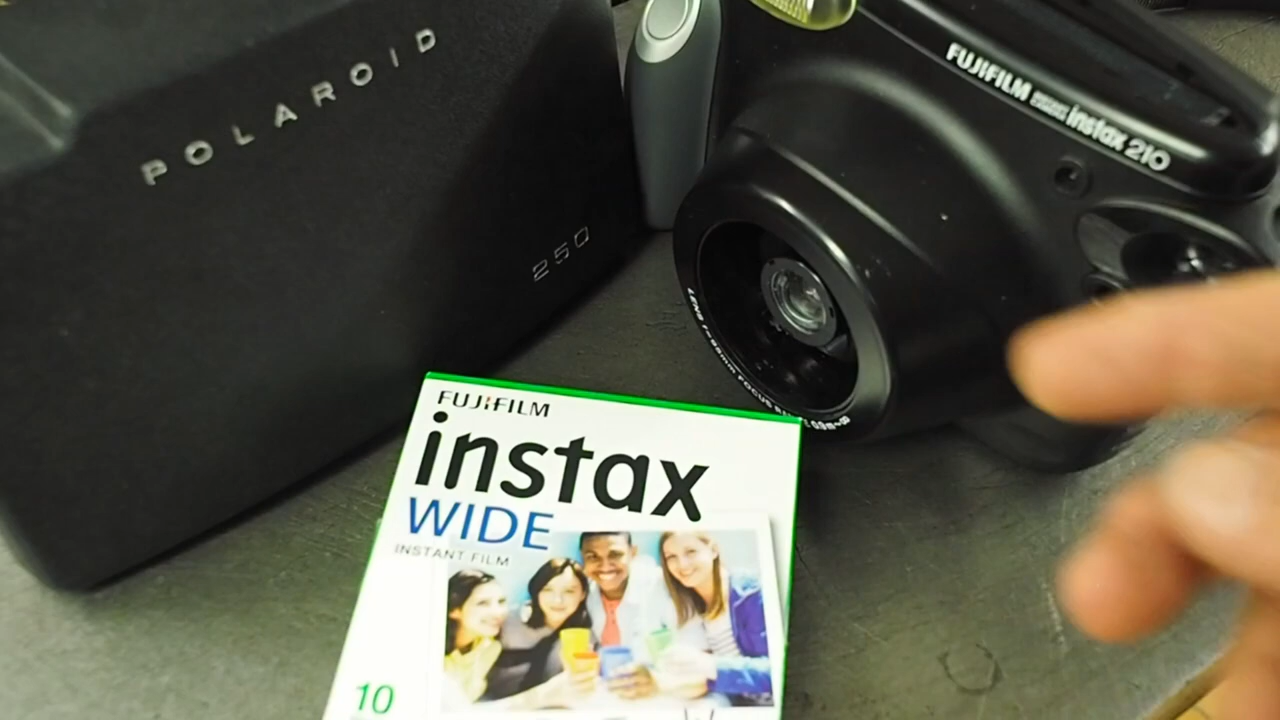 POLAROID
250
FUJIFILM instax 210
FUJIFILM
instax
WIDE
INSTANT FILM
10